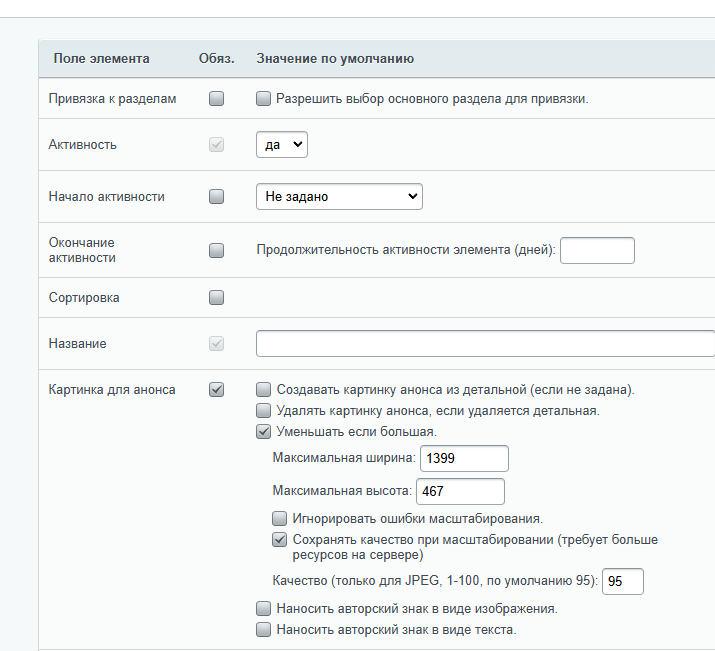 Поле элемента Обяз. Значение по умолчанию
Привязка к разделам Разрешить выбор основного раздела для привязки.
Активность да
Начало активности Не задано
Окончание
активности Продолжительность активности элемента (дней):
Сортировка
Название
Картинка для анонса Создавать картинку анонса из детальной (если не задана).
Удалять картинку анонса, если удаляется детальная.
Уменьшать если большая.
Максимальная ширина: 1399
Максимальная высота: 467
Игнорировать ошибки масштабирования.
Сохранять качество при масштабировании (требует больше
ресурсов на сервере)
Качество (только для JPEG, 1-100, по умолчанию 95): 95
Наносить авторский знак в виде изображения.
Наносить авторский знак в виде текста.